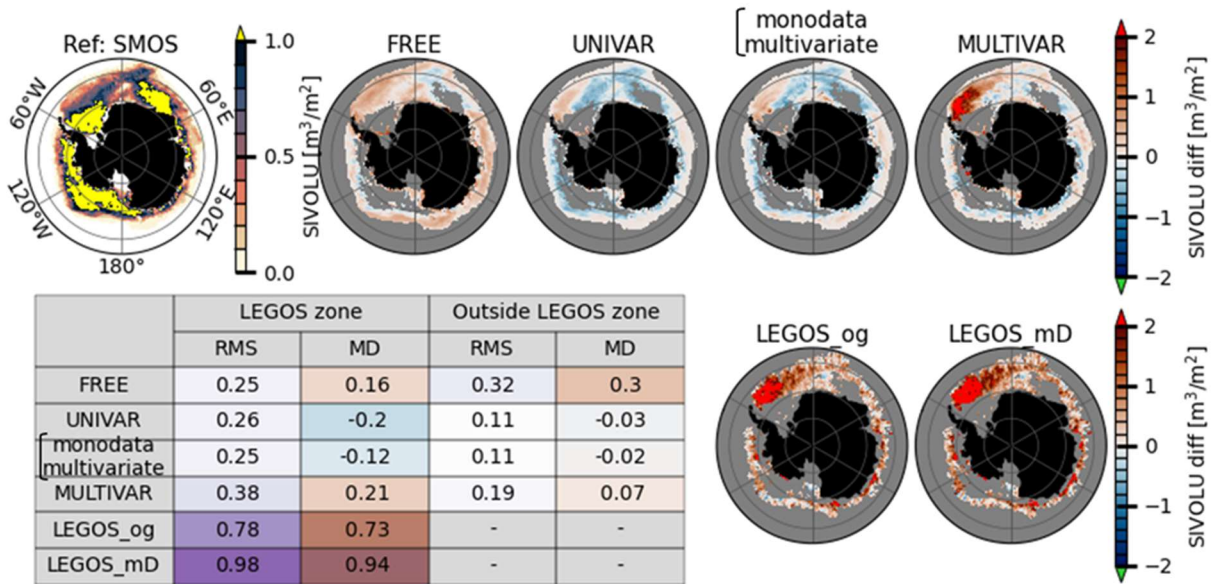 Ref: SMOS
60°W
60°E
120°W
120°E
180°
1.0
0.5
0.0
SIVOLU [m³/m²]
FREE
UNIVAR
monodata
multivariate
MULTIVAR
2
1
0
−1
−2
SIVOLU diff [m³/m²]
LEGOS zone Outside LEGOS zone
RMS MD RMS MD
FREE 0.25 0.16 0.32 0.3
UNIVAR 0.26 -0.2 0.11 -0.03
monodata
multivariate 0.25 -0.12 0.11 -0.02
MULTIVAR 0.38 0.21 0.19 0.07
LEGOS_og 0.78 0.73 - -
LEGOS_mD 0.98 0.94 - -
LEGOS_og
LEGOS_mD
2
1
0
−1
−2
SIVOLU diff [m³/m²]